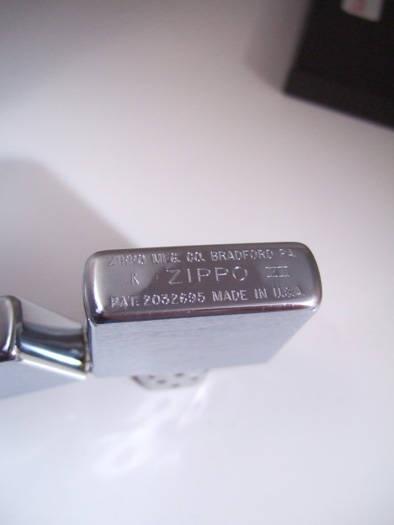 ZIPPO MFG. CO. BRADFORD PA.
K ZIPPO
PAT. 2032695 MADE IN U.S.A.